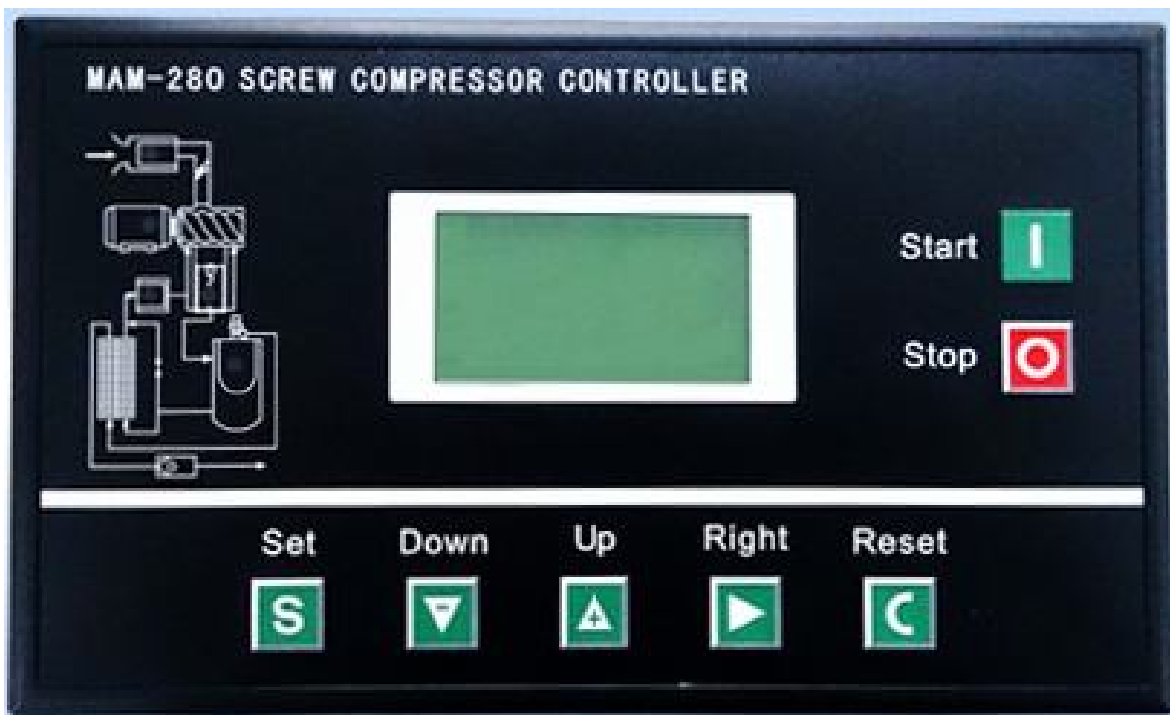 MAM-280 SCREW COMPRESSOR CONTROLLER
Start
Stop
Set
Down
Up
Right
Reset
S